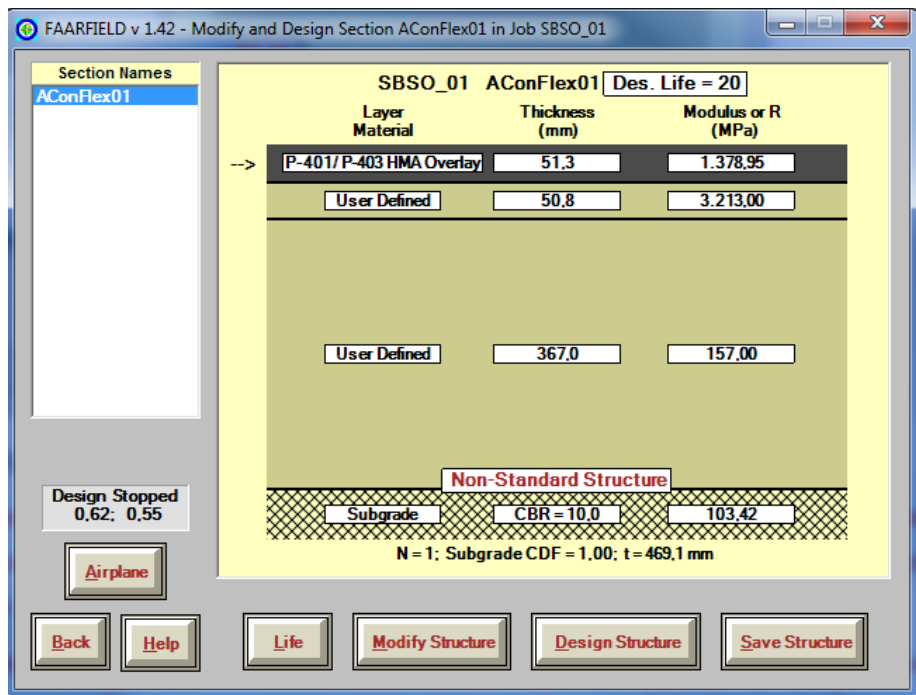 FAARFIELD v 1.42 - Modify and Design Section AConFlex01 in Job SBSO_01
Section Names
AConFlex01
SBSO_01 AConFlex01 Des. Life = 20
Layer Material Thickness (mm) Modulus or R (MPa)
--> P-401/ P-403 HMA Overlay 51,3 1.378,95
User Defined 50,8 3.213,00
User Defined 367,0 157,00
Non-Standard Structure
Subgrade CBR = 10,0 103,42
N = 1; Subgrade CDF = 1,00; t = 469,1 mm
Design Stopped
0,62; 0,55
Airplane
Back Help Life Modify Structure Design Structure Save Structure